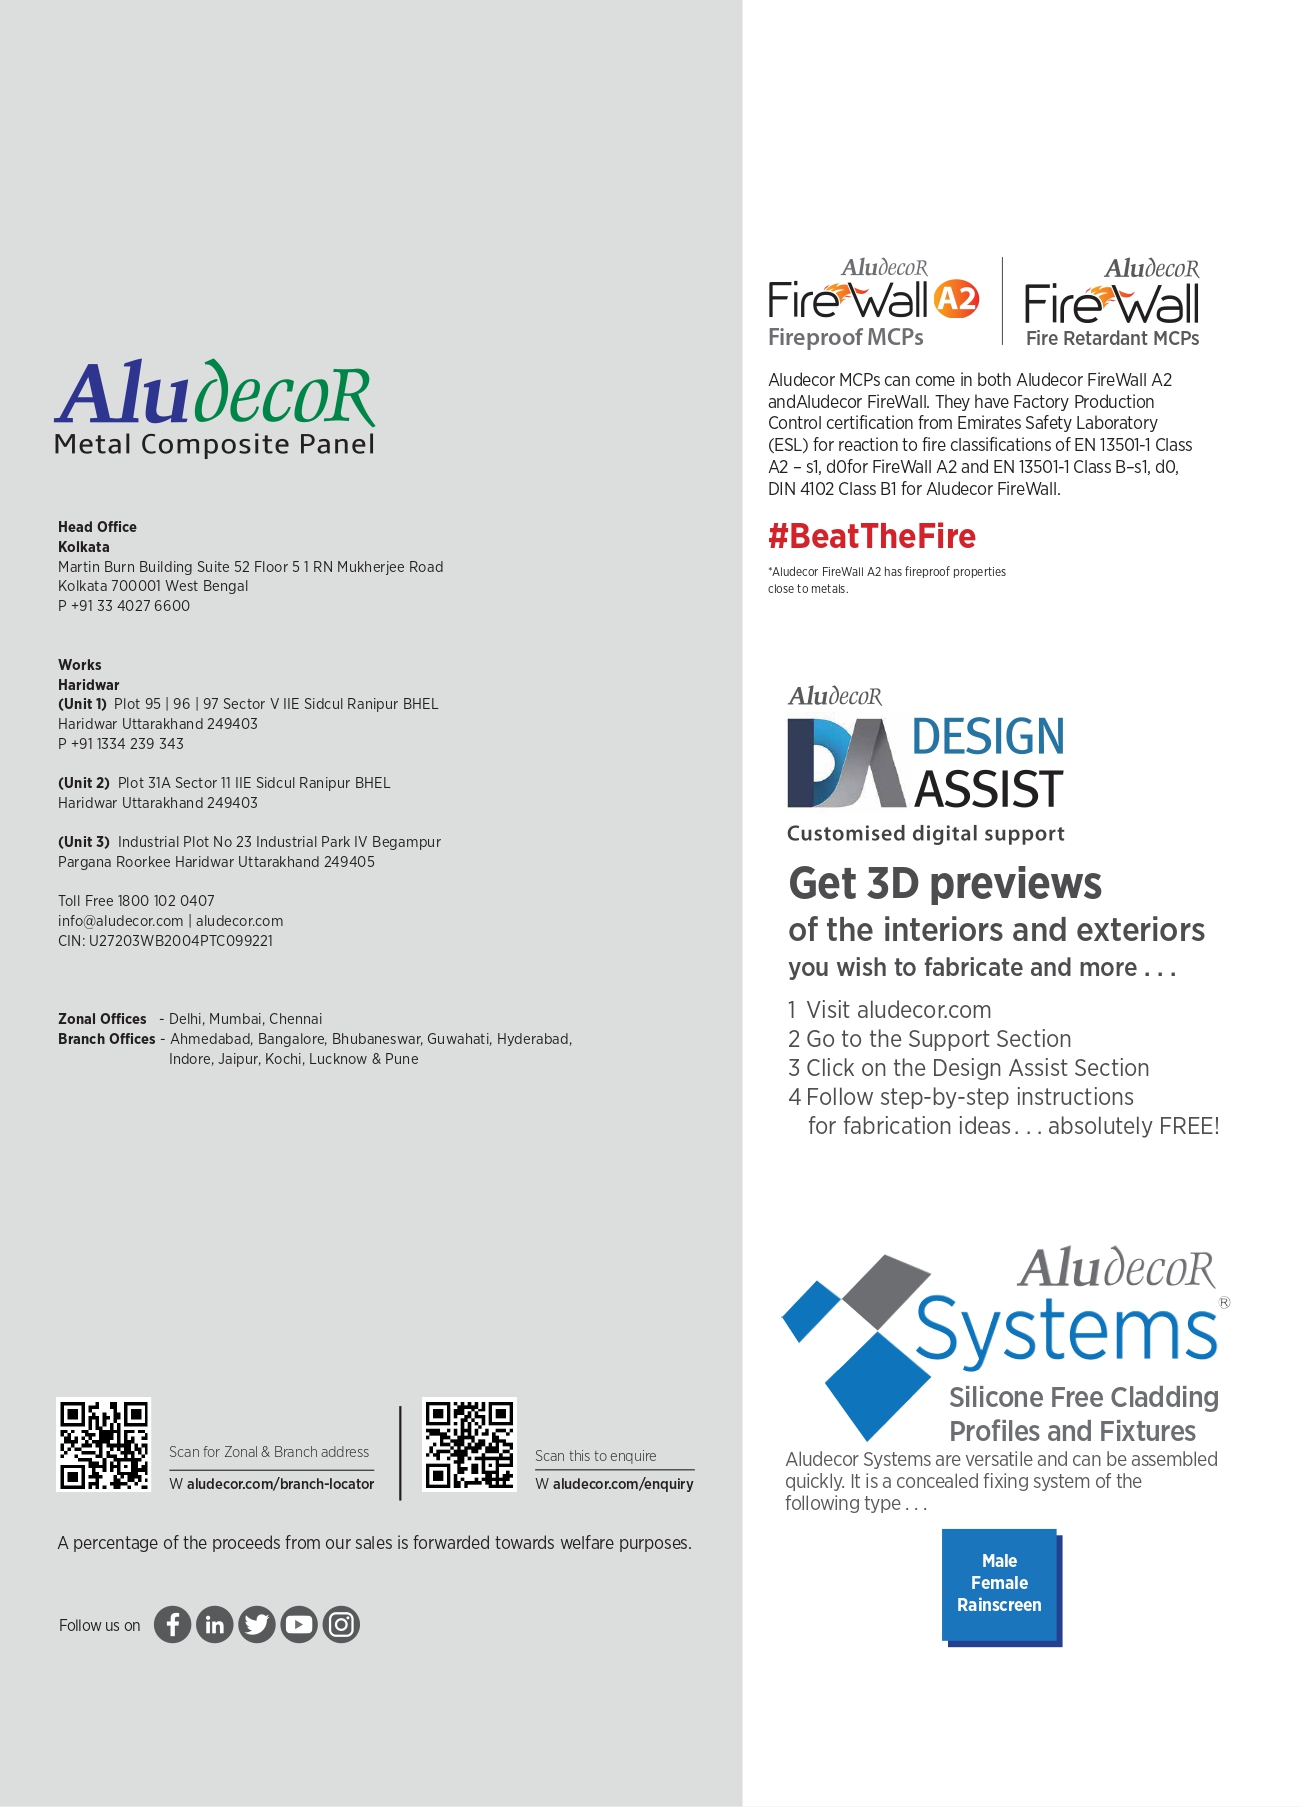 AludecoR
Metal Composite Panel
Head Office
Kolkata
Martin Burn Building Suite 52 Floor 5 1 RN Mukherjee Road
Kolkata 700001 West Bengal
P +91 33 4027 6600
Works
Haridwar
(Unit 1) Plot 95 | 96 | 97 Sector V IIE Sidcul Ranipur BHEL
Haridwar Uttarakhand 249403
P +91 1334 239 343
(Unit 2) Plot 31A Sector 11 IIE Sidcul Ranipur BHEL
Haridwar Uttarakhand 249403
(Unit 3) Industrial Plot No 23 Industrial Park IV Begampur
Pargana Roorkee Haridwar Uttarakhand 249405
Toll Free 1800 102 0407
info@aludecor.com | aludecor.com
CIN: U27203WB2004PTC099221
Zonal Offices - Delhi, Mumbai, Chennai
Branch Offices - Ahmedabad, Bangalore, Bhubaneswar, Guwahati, Hyderabad,
Indore, Jaipur, Kochi, Lucknow & Pune
Scan for Zonal & Branch address
W aludecor.com/branch-locator
Scan this to enquire
W aludecor.com/enquiry
A percentage of the proceeds from our sales is forwarded towards welfare purposes.
Follow us on
AludecoR
FireWall A2
Fireproof MCPs
AludecoR
FireWall
Fire Retardant MCPs
Aludecor MCPs can come in both Aludecor FireWall A2
andAludecor FireWall. They have Factory Production
Control certification from Emirates Safety Laboratory
(ESL) for reaction to fire classifications of EN 13501-1 Class
A2 – s1, d0for FireWall A2 and EN 13501-1 Class B–s1, d0,
DIN 4102 Class B1 for Aludecor FireWall.
#BeatTheFire
*Aludecor FireWall A2 has fireproof properties
close to metals.
AludecoR
DA DESIGN
ASSIST
Customised digital support
Get 3D previews
of the interiors and exteriors
you wish to fabricate and more . . .
1 Visit aludecor.com
2 Go to the Support Section
3 Click on the Design Assist Section
4 Follow step-by-step instructions
for fabrication ideas . . . absolutely FREE!
AludecoR
Systems®
Silicone Free Cladding
Profiles and Fixtures
Aludecor Systems are versatile and can be assembled
quickly. It is a concealed fixing system of the
following type . . .
Male
Female
Rainscreen